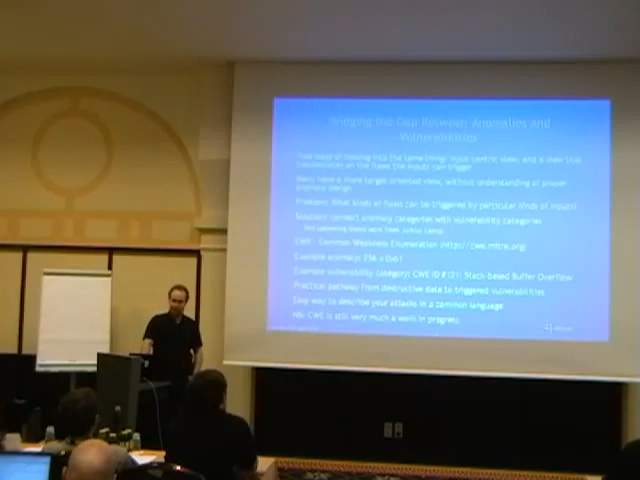 Bridging the Gap Between Anomalies and
Vulnerabilities
Two ways of looking into the same thing: input-centric view, and a view that
concentrates on the flaws the inputs can trigger
Many have a more target-oriented view, without understanding of proper
anomaly design
Problem: What kinds of flaws can be triggered by particular kinds of inputs?
Solution: connect anomaly categories with vulnerability categories
CWE - Common Weakness Enumeration (http://cwe.mitre.org)
Example anomaly: 256 x 0x61
Example vulnerability (category): CWE ID #121: Stack-based Buffer Overflow
Practical pathway from destructive data to triggered vulnerabilities
Easy way to describe your attacks in a common language
NB: CWE is still very much a work in progress